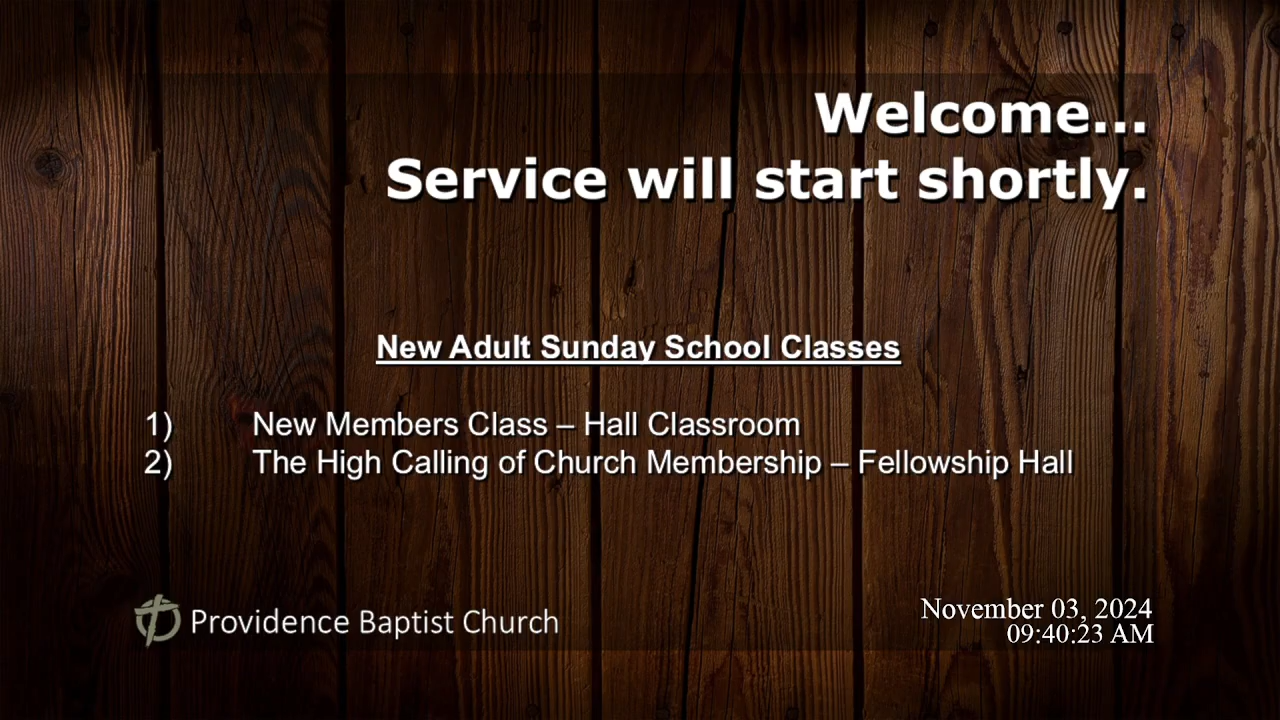 Welcome...
Service will start shortly.
New Adult Sunday School Classes
1) New Members Class – Hall Classroom
2) The High Calling of Church Membership – Fellowship Hall
Providence Baptist Church
November 03, 2024
09:40:23 AM